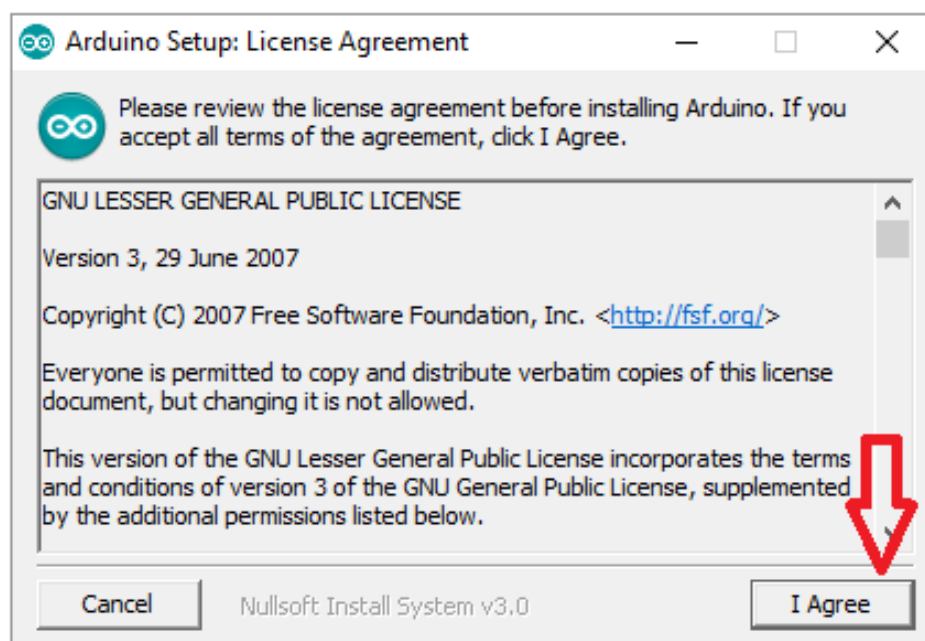 Arduino Setup: License Agreement
Please review the license agreement before installing Arduino. If you
accept all terms of the agreement, click I Agree.
GNU LESSER GENERAL PUBLIC LICENSE
Version 3, 29 June 2007
Copyright (C) 2007 Free Software Foundation, Inc. <http://fsf.org/>
Everyone is permitted to copy and distribute verbatim copies of this license
document, but changing it is not allowed.
This version of the GNU Lesser General Public License incorporates the terms
and conditions of version 3 of the GNU General Public License, supplemented
by the additional permissions listed below.
Cancel
Nullsoft Install System v3.0
I Agree